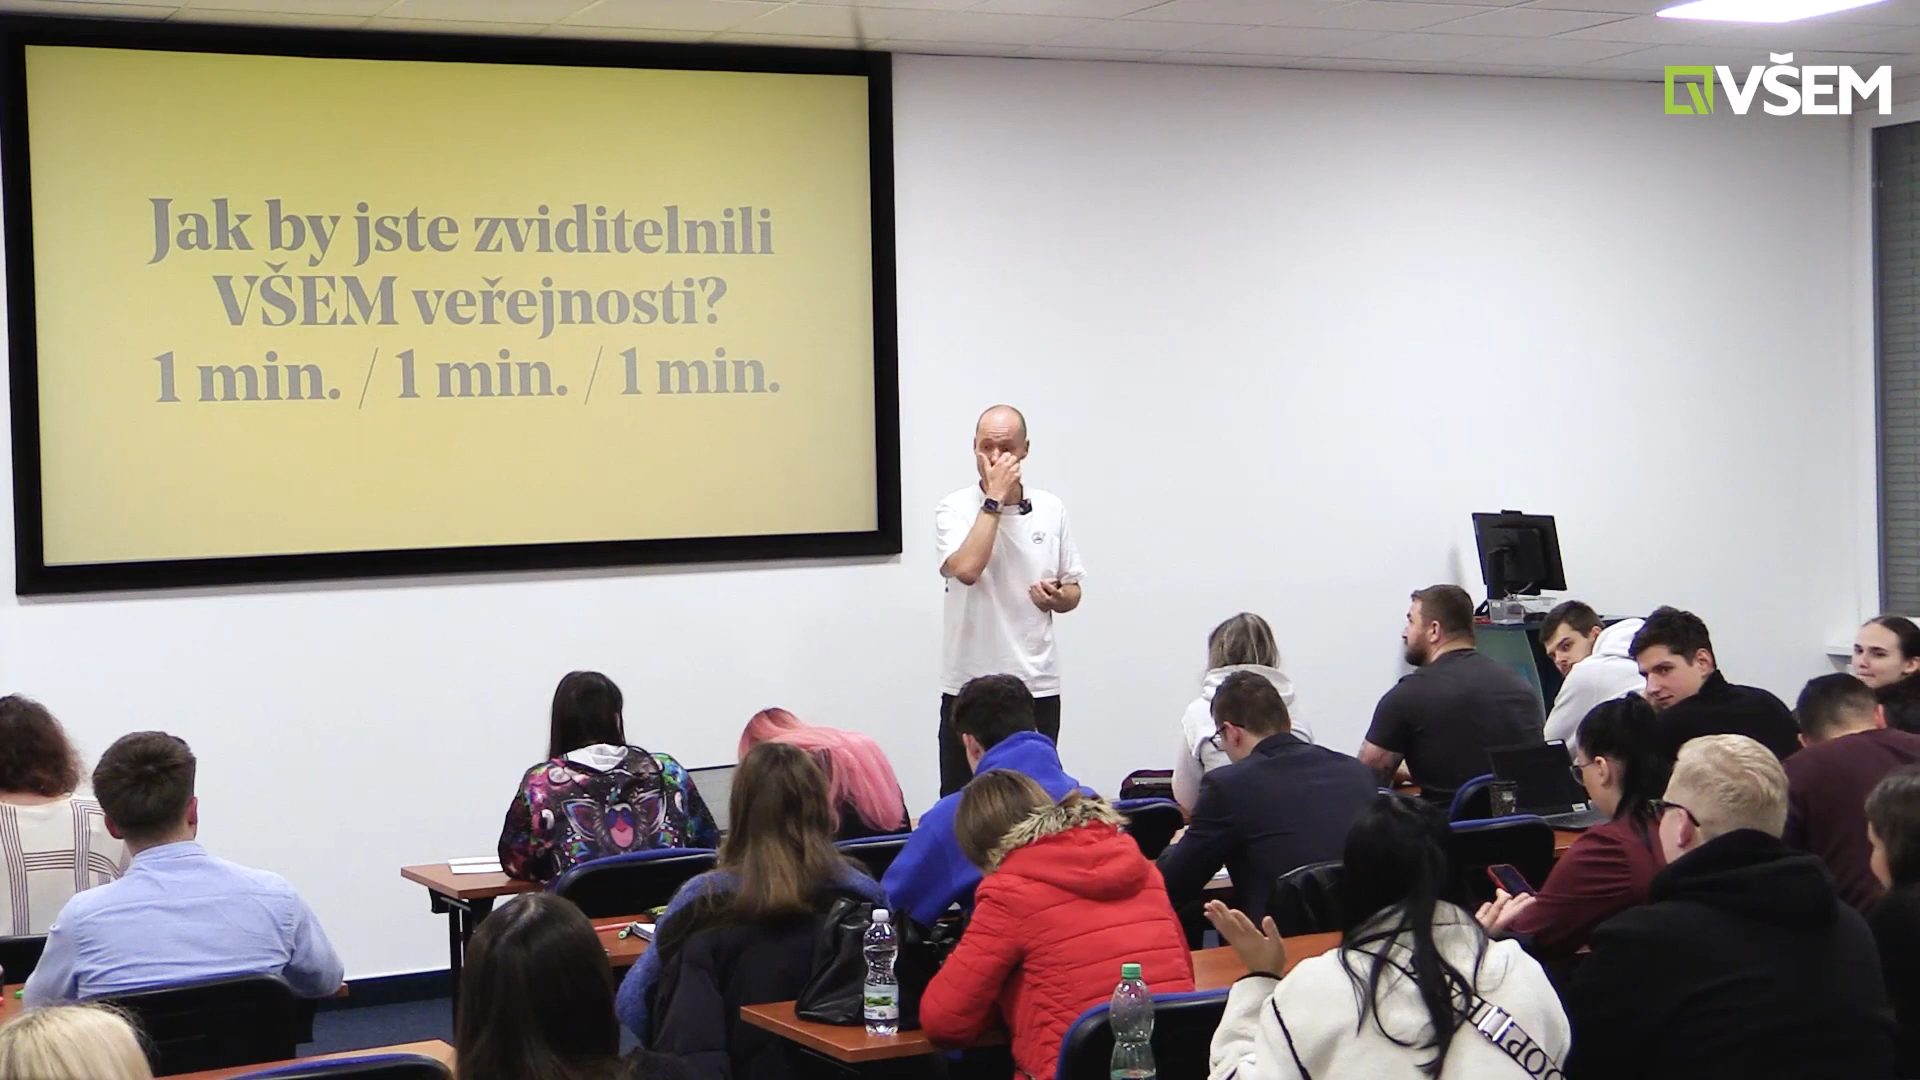 VŠEM
Jak by jste zviditelnili
VŠEM veřejnosti?
1 min. / 1 min. / 1 min.